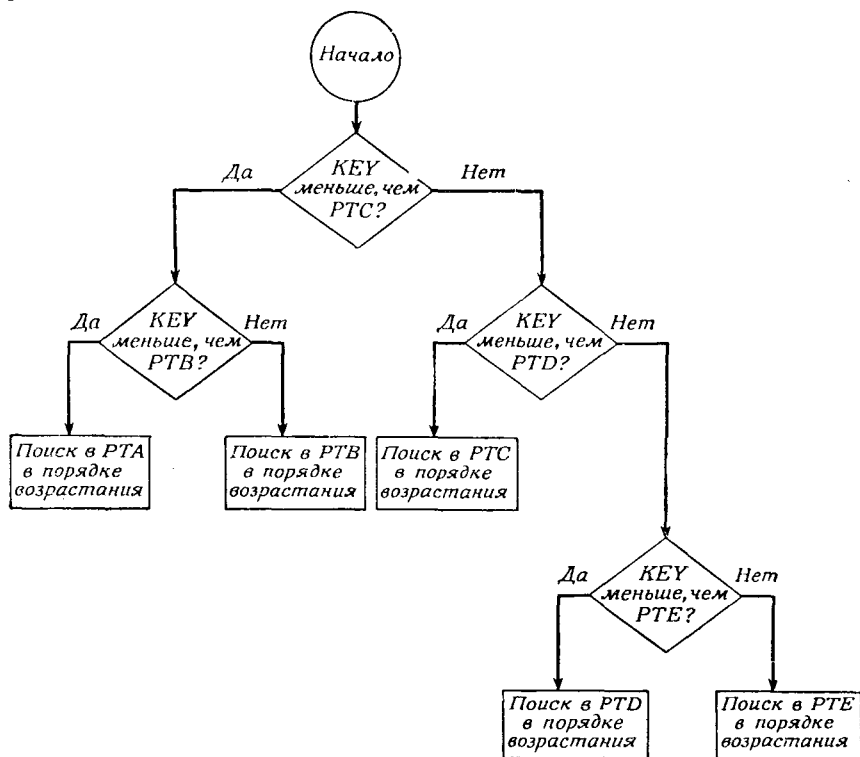 Начало
KEY
меньше, чем
PTC?
Да
Нет
KEY
меньше, чем
PTB?
Да
Нет
KEY
меньше, чем
PTD?
Да
Нет
Поиск в PTA
в порядке
возрастания
Поиск в PTB
в порядке
возрастания
Поиск в PTC
в порядке
возрастания
KEY
меньше, чем
PTE?
Да
Нет
Поиск в PTD
в порядке
возрастания
Поиск в PTE
в порядке
возрастания